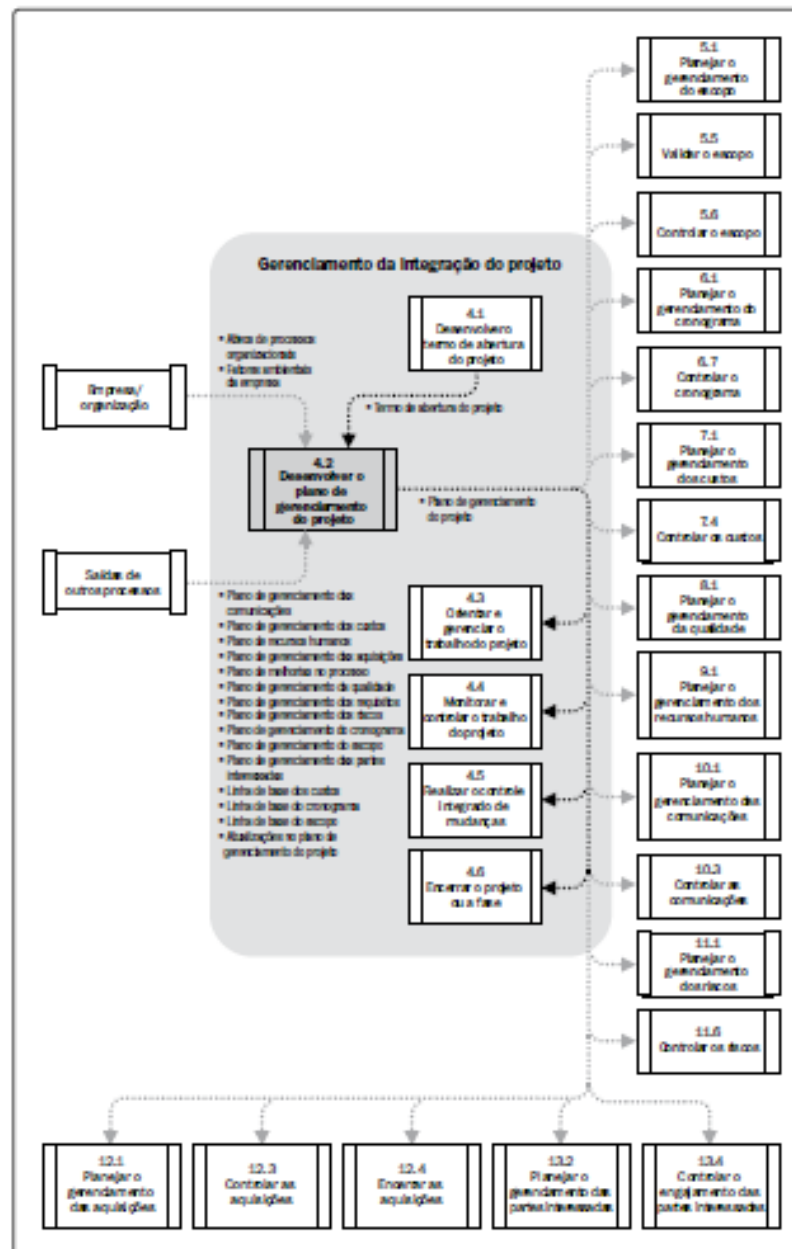 5.1
Planejar o
gerenciamento
do escopo
5.5
Validar o escopo
5.6
Controlar o escopo
Gerenciamento da integração do projeto
6.1
Planejar o
gerenciamento do
cronograma
4.1
Desenvolver o
termo de abertura
do projeto
• Ativos de processos
organizacionais
• Fatores ambientais
da empresa
Empresa/
organização
6.7
Controlar o
cronograma
• Termo de abertura do projeto
4.2
Desenvolver o
plano de
gerenciamento
do projeto
7.1
Planejar o
gerenciamento
dos custos
• Plano de gerenciamento
do projeto
7.4
Controlar os custos
Saídas de
outros processos
• Plano de gerenciamento das
comunicações
• Plano de gerenciamento dos custos
• Plano de recursos humanos
• Plano de gerenciamento das aquisições
• Plano de melhorias no processo
• Plano de gerenciamento da qualidade
• Plano de gerenciamento dos requisitos
• Plano de gerenciamento dos riscos
• Plano de gerenciamento do cronograma
• Plano de gerenciamento do escopo
• Plano de gerenciamento das partes
interessadas
• Linha de base dos custos
• Linha de base do cronograma
• Linha de base do escopo
• Atualizações no plano de
gerenciamento do projeto
4.3
Orientar e
gerenciar o
trabalho do projeto
8.1
Planejar o
gerenciamento
da qualidade
4.4
Monitorar e
controlar o trabalho
do projeto
9.1
Planejar o
gerenciamento dos
recursos humanos
4.5
Realizar o controle
integrado de
mudanças
10.1
Planejar o
gerenciamento das
comunicações
4.6
Encerrar o projeto
ou a fase
10.3
Controlar as
comunicações
11.1
Planejar o
gerenciamento
dos riscos
11.6
Controlar os riscos
12.1
Planejar o
gerenciamento
das aquisições
12.3
Controlar as
aquisições
12.4
Encerrar as
aquisições
13.2
Planejar o
gerenciamento das
partes interessadas
13.4
Controlar o
engajamento das
partes interessadas